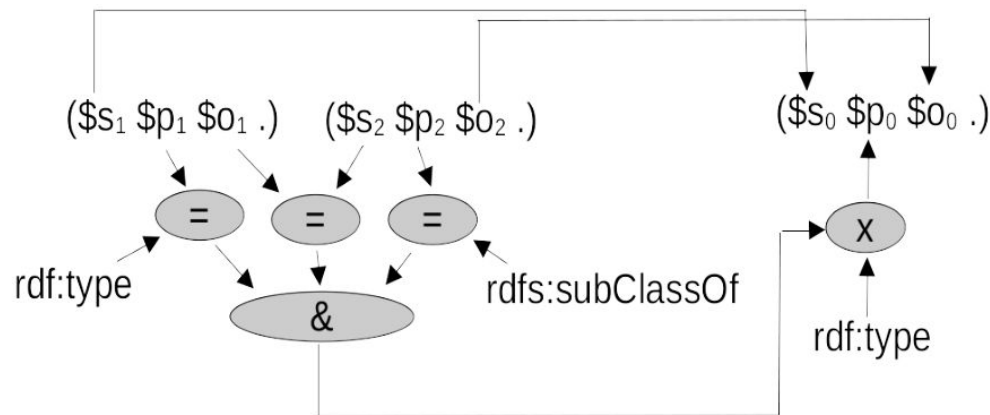 ($s₁ $p₁ $o₁ .) ($s₂ $p₂ $o₂ .) ($s₀ $p₀ $o₀ .)
= = = x
rdf:type rdfs:subClassOf
& rdf:type